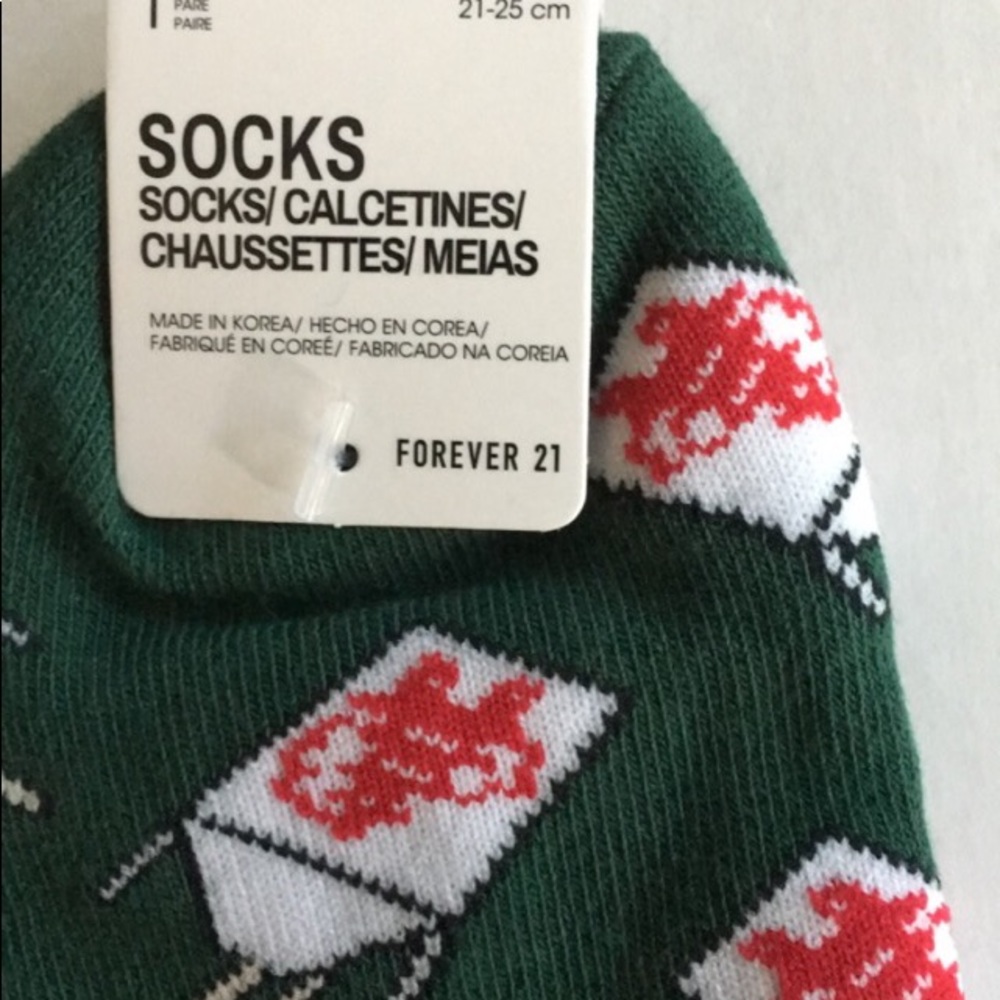 PARE
PAIRE
21-25 cm
SOCKS
SOCKS/ CALCETINES/
CHAUSSETTES/ MEIAS
MADE IN KOREA/ HECHO EN COREA/
FABRIQUÉ EN COREÉ/ FABRICADO NA COREIA
FOREVER 21